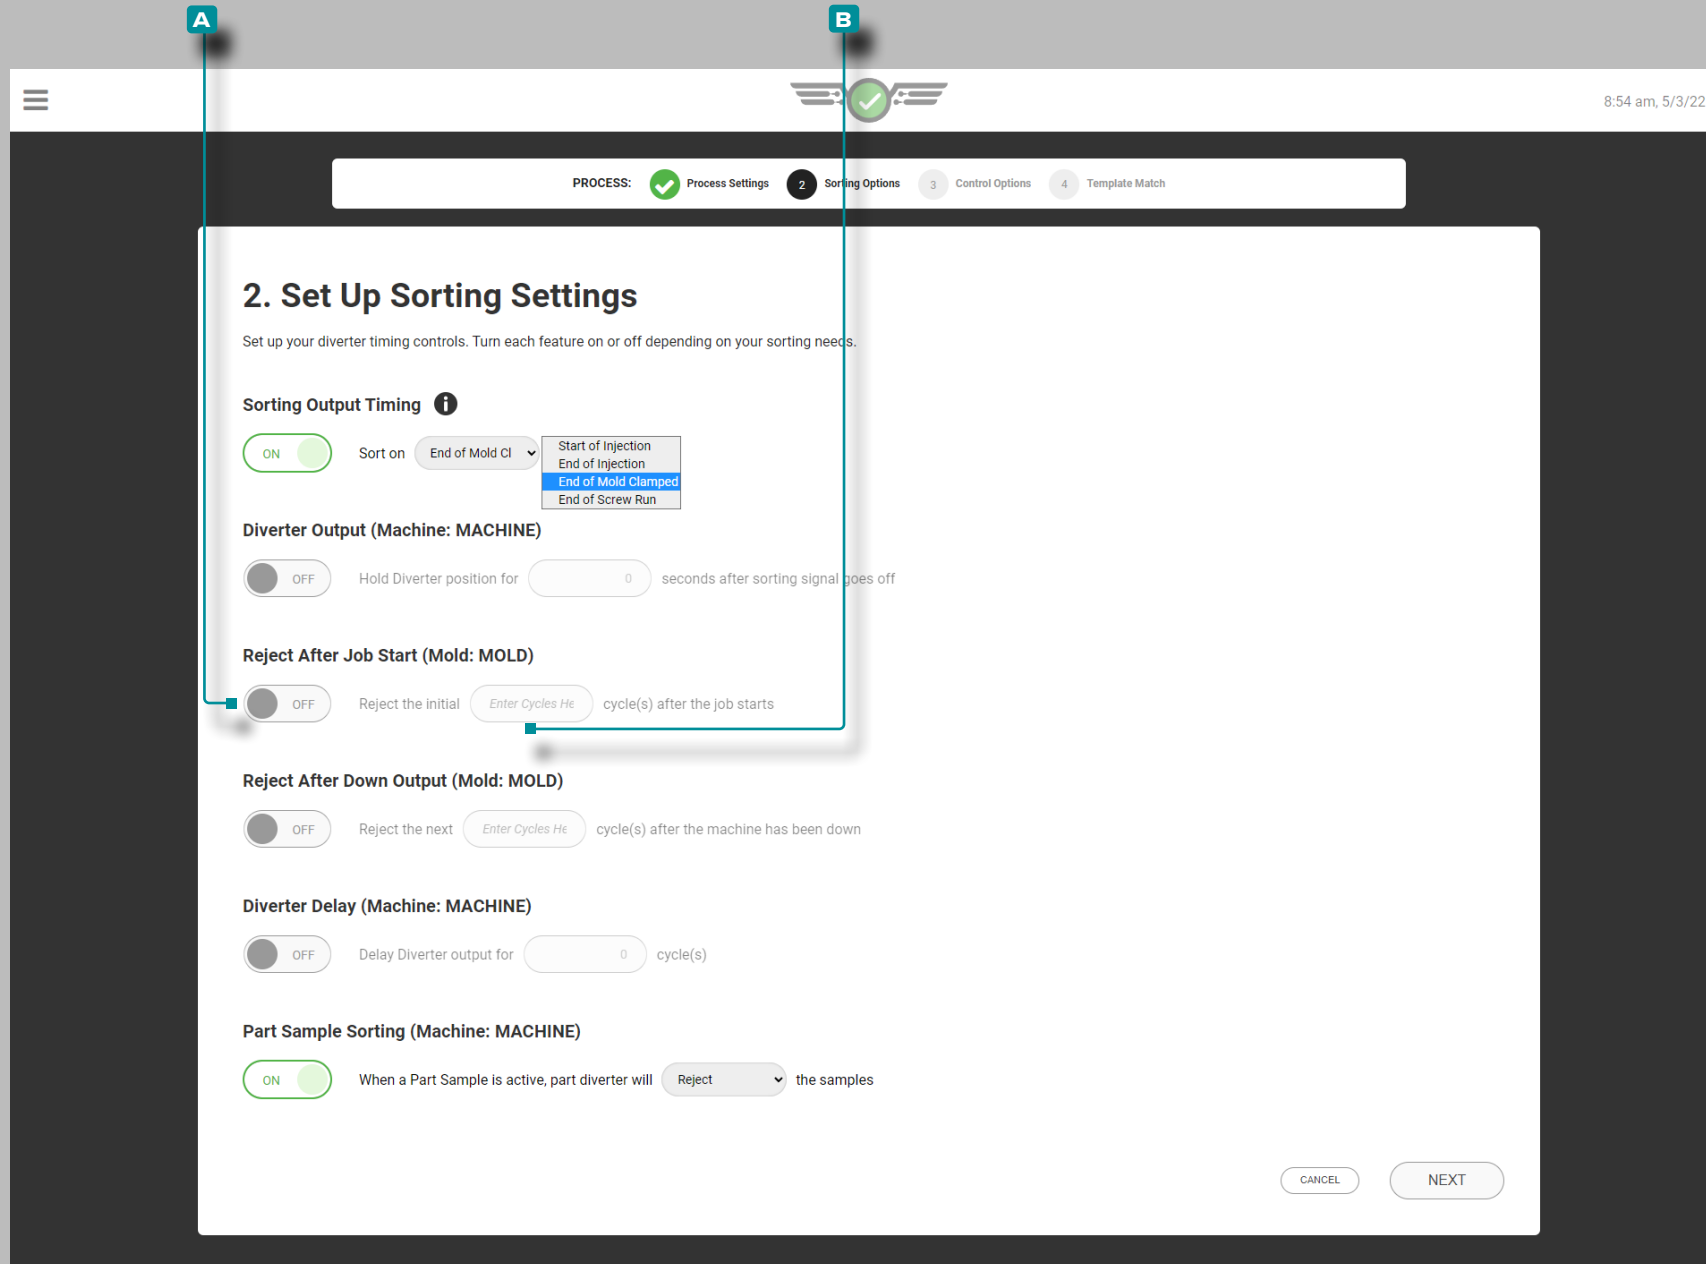 A
B
8:54 am, 5/3/22
PROCESS: Process Settings 2 Sorting Options 3 Control Options 4 Template Match
2. Set Up Sorting Settings
Set up your diverter timing controls. Turn each feature on or off depending on your sorting needs.
Sorting Output Timing i
ON Sort on End of Mold Cl
Start of Injection
End of Injection
End of Mold Clamped
End of Screw Run
Diverter Output (Machine: MACHINE)
OFF Hold Diverter position for 0 seconds after sorting signal goes off
Reject After Job Start (Mold: MOLD)
OFF Reject the initial Enter Cycles He cycle(s) after the job starts
Reject After Down Output (Mold: MOLD)
OFF Reject the next Enter Cycles He cycle(s) after the machine has been down
Diverter Delay (Machine: MACHINE)
OFF Delay Diverter output for 0 cycle(s)
Part Sample Sorting (Machine: MACHINE)
ON When a Part Sample is active, part diverter will Reject the samples
CANCEL NEXT